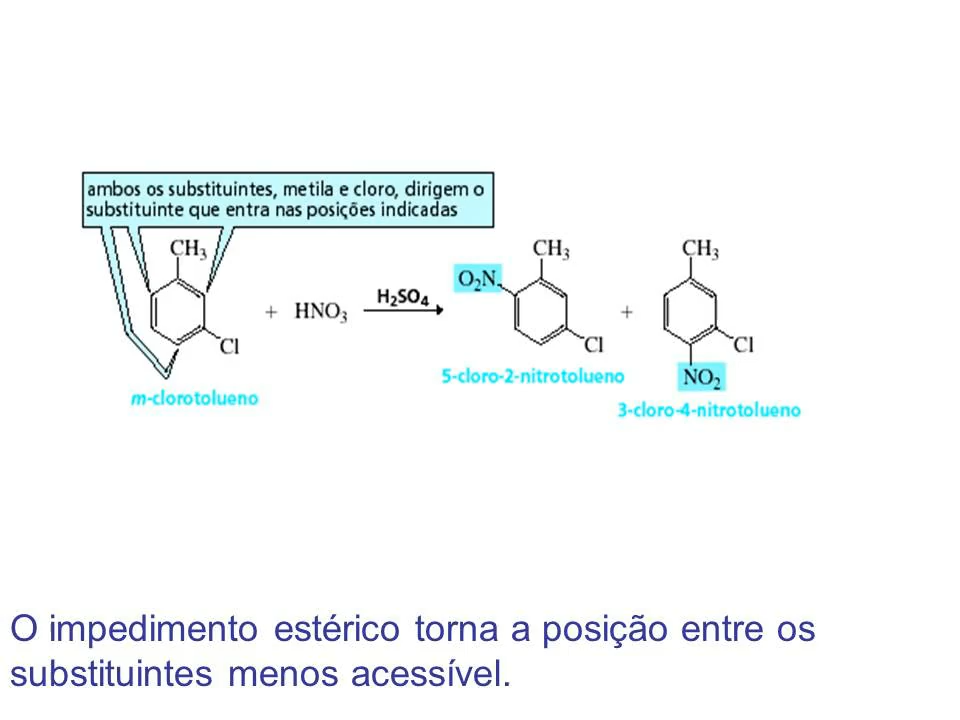 ambos os substituintes, metila e cloro, dirigem o
substituinte que entra nas posições indicadas
CH₃
Cl
m-clorotolueno
+ HNO₃
H₂SO₄
CH₃
O₂N
Cl
5-cloro-2-nitrotolueno
+
CH₃
Cl
NO₂
3-cloro-4-nitrotolueno
O impedimento estérico torna a posição entre os
substituintes menos acessível.